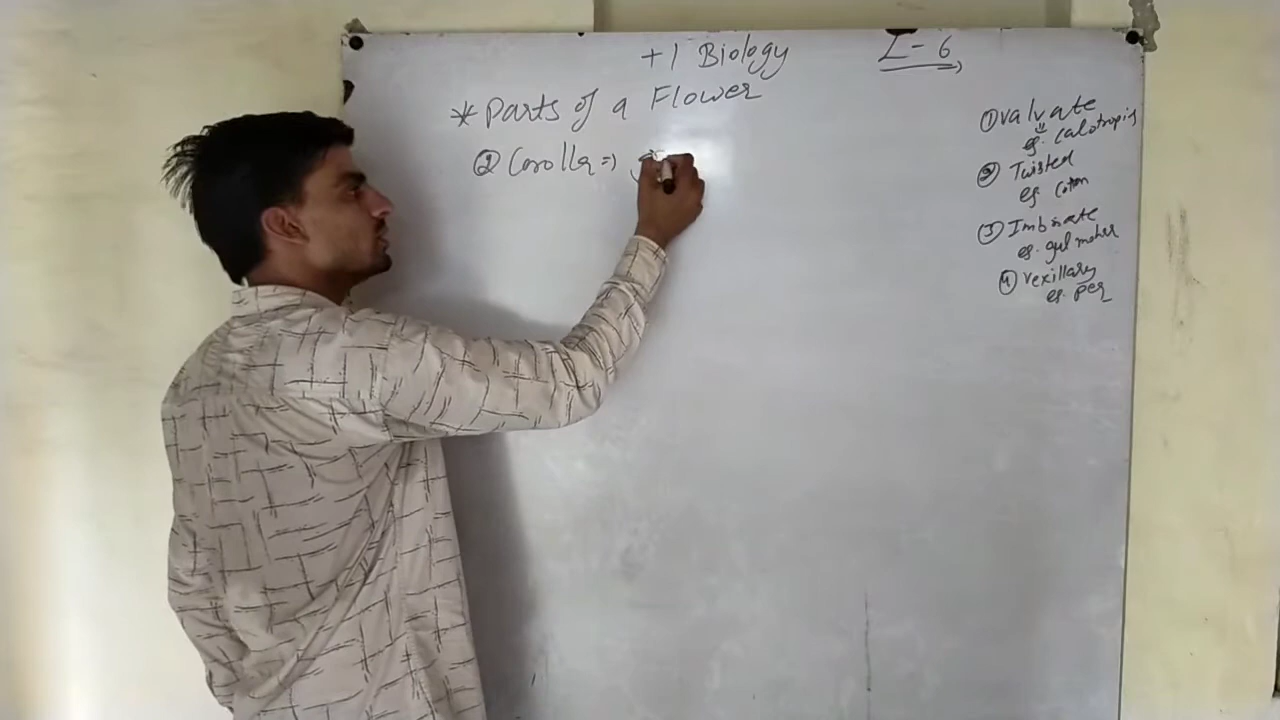 +1 Biology
L-6
* Parts of a Flower
② Corolla ⇒
① valvate
eg. calotropis
② Twisted
eg Cotton
③ Imbricate
eg. gul mohar
④ vexillary
eg. pea